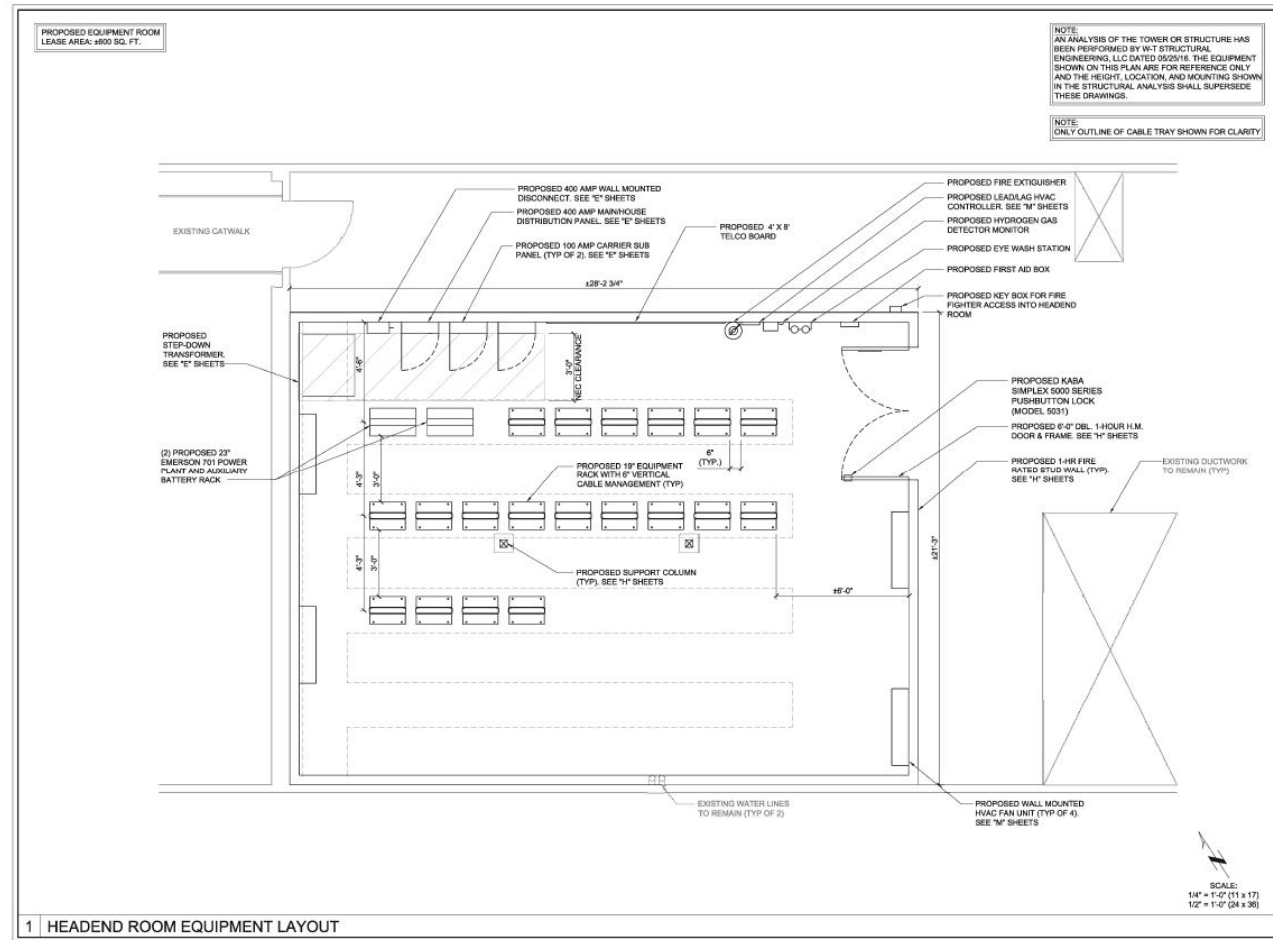 PROPOSED EQUIPMENT ROOM
LEASE AREA: ±600 SQ. FT.
NOTE:
AN ANALYSIS OF THE TOWER OR STRUCTURE HAS
BEEN PERFORMED BY W-T STRUCTURAL
ENGINEERING, LLC DATED 05/25/16. THE EQUIPMENT
SHOWN ON THIS PLAN ARE FOR REFERENCE ONLY
AND THE HEIGHT, LOCATION, AND MOUNTING SHOWN
IN THE STRUCTURAL ANALYSIS SHALL SUPERSEDE
THESE DRAWINGS.
NOTE:
ONLY OUTLINE OF CABLE TRAY SHOWN FOR CLARITY
EXISTING CATWALK
PROPOSED 400 AMP WALL MOUNTED
DISCONNECT. SEE "E" SHEETS
PROPOSED 400 AMP MAIN/HOUSE
DISTRIBUTION PANEL. SEE "E" SHEETS
PROPOSED 100 AMP CARRIER SUB
PANEL (TYP OF 2). SEE "E" SHEETS
PROPOSED 4' X 8'
TELCO BOARD
PROPOSED FIRE EXTIGUISHER
PROPOSED LEAD/LAG HVAC
CONTROLLER. SEE "M" SHEETS
PROPOSED HYDROGEN GAS
DETECTOR MONITOR
PROPOSED EYE WASH STATION
PROPOSED FIRST AID BOX
PROPOSED KEY BOX FOR FIRE
FIGHTER ACCESS INTO HEADEND
ROOM
±28'-2 3/4"
PROPOSED
STEP-DOWN
TRANSFORMER.
SEE "E" SHEETS
4'-6"
3'-0"
NEC CLEARANCE
PROPOSED KABA
SIMPLEX 5000 SERIES
PUSHBUTTON LOCK
(MODEL 5031)
PROPOSED 6'-0" DBL. 1-HOUR H.M.
DOOR & FRAME. SEE "H" SHEETS
(2) PROPOSED 23"
EMERSON 701 POWER
PLANT AND AUXILIARY
BATTERY RACK
4'-3"
3'-0"
PROPOSED 19" EQUIPMENT
RACK WITH 6" VERTICAL
CABLE MANAGEMENT (TYP)
6"
(TYP.)
PROPOSED 1-HR FIRE
RATED STUD WALL (TYP).
SEE "H" SHEETS
EXISTING DUCTWORK
TO REMAIN (TYP)
±21'-3"
4'-3"
3'-0"
PROPOSED SUPPORT COLUMN
(TYP). SEE "H" SHEETS
±6'-0"
EXISTING WATER LINES
TO REMAIN (TYP OF 2)
PROPOSED WALL MOUNTED
HVAC FAN UNIT (TYP OF 4).
SEE "M" SHEETS
SCALE:
1/4" = 1'-0" (11 x 17)
1/2" = 1'-0" (24 x 36)
1 HEADEND ROOM EQUIPMENT LAYOUT